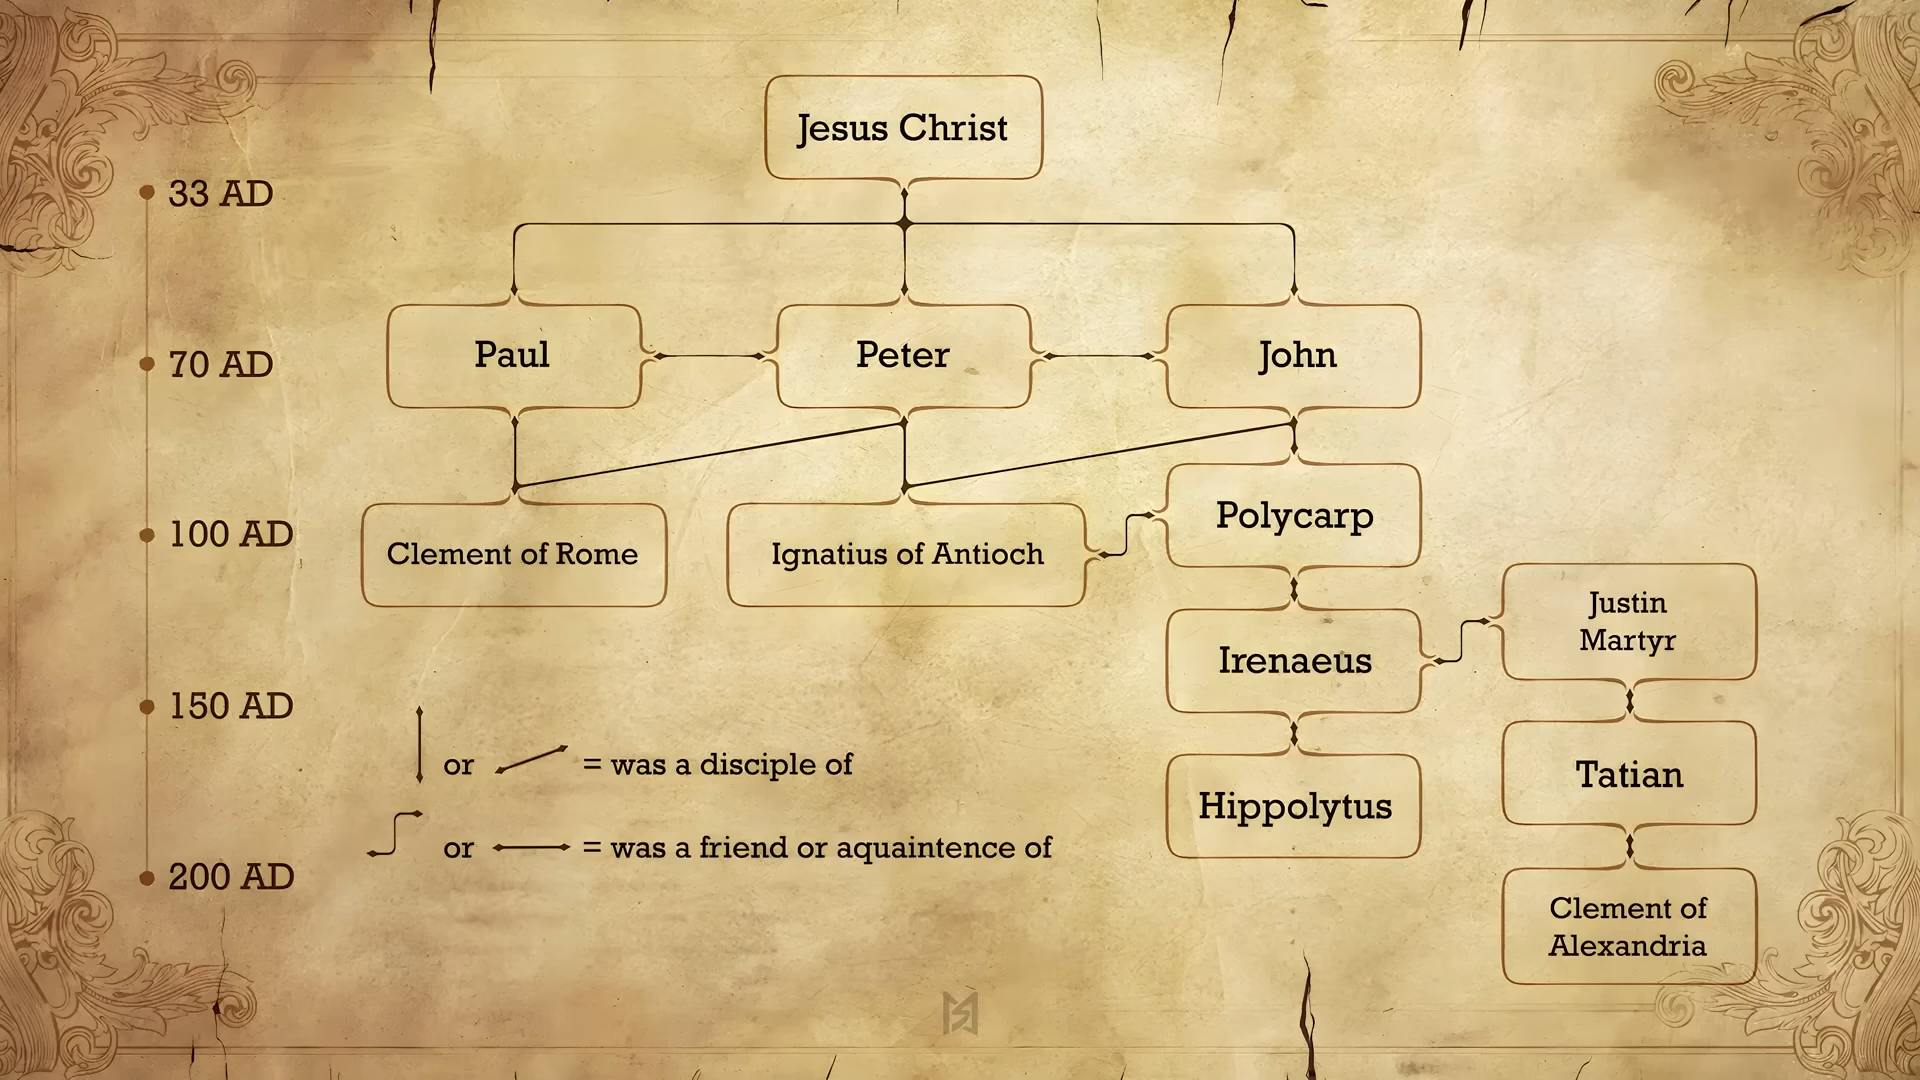 Jesus Christ
33 AD
Paul
Peter
John
70 AD
Polycarp
100 AD
Clement of Rome
Ignatius of Antioch
Justin
Martyr
Irenaeus
150 AD
or
= was a disciple of
Tatian
Hippolytus
or
= was a friend or aquaintence of
200 AD
Clement of
Alexandria